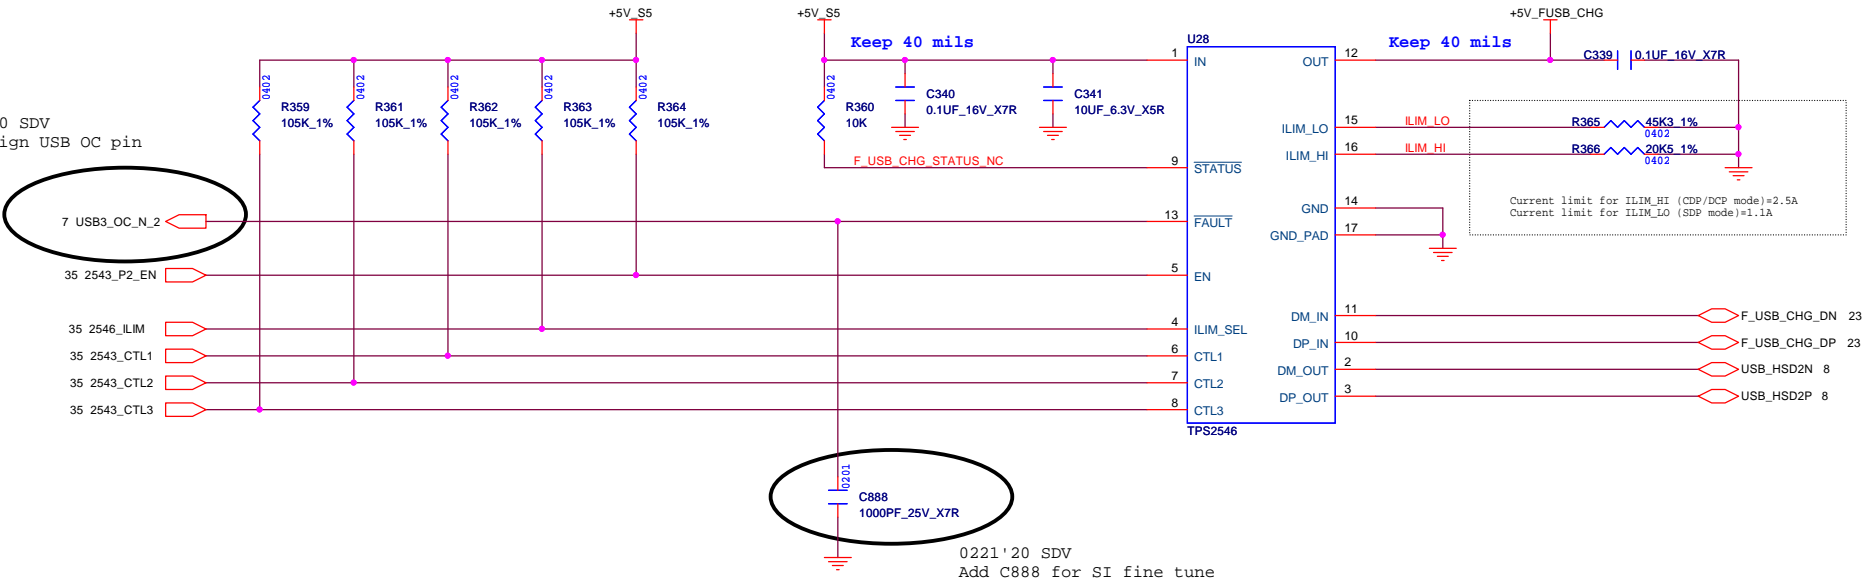 +5V_S5
+5V_S5
+5V_FUSB_CHG
Keep 40 mils
U28
Keep 40 mils
1
IN
OUT
12
C339
0.1UF_16V_X7R
0402
0402
0402
0402
0402
0402
R359
105K_1%
R361
105K_1%
R362
105K_1%
R363
105K_1%
R364
105K_1%
R360
10K
C340
0.1UF_16V_X7R
C341
10UF_6.3V_X5R
0 SDV
ign USB OC pin
ILIM_LO
15
ILIM_LO
R365
45K3_1%
0402
ILIM_HI
16
ILIM_HI
R366
20K5_1%
0402
F_USB_CHG_STATUS_NC
9
STATUS
Current limit for ILIM_HI (CDP/DCP mode)=2.5A
Current limit for ILIM_LO (SDP mode)=1.1A
GND
14
7 USB3_OC_N_2
13
FAULT
GND_PAD
17
35 2543_P2_EN
5
EN
35 2546_ILIM
4
ILIM_SEL
DM_IN
11
F_USB_CHG_DN 23
35 2543_CTL1
6
CTL1
DP_IN
10
F_USB_CHG_DP 23
35 2543_CTL2
7
CTL2
DM_OUT
2
USB_HSD2N 8
35 2543_CTL3
8
CTL3
DP_OUT
3
USB_HSD2P 8
TPS2546
0201
C888
1000PF_25V_X7R
0221'20 SDV
Add C888 for SI fine tune